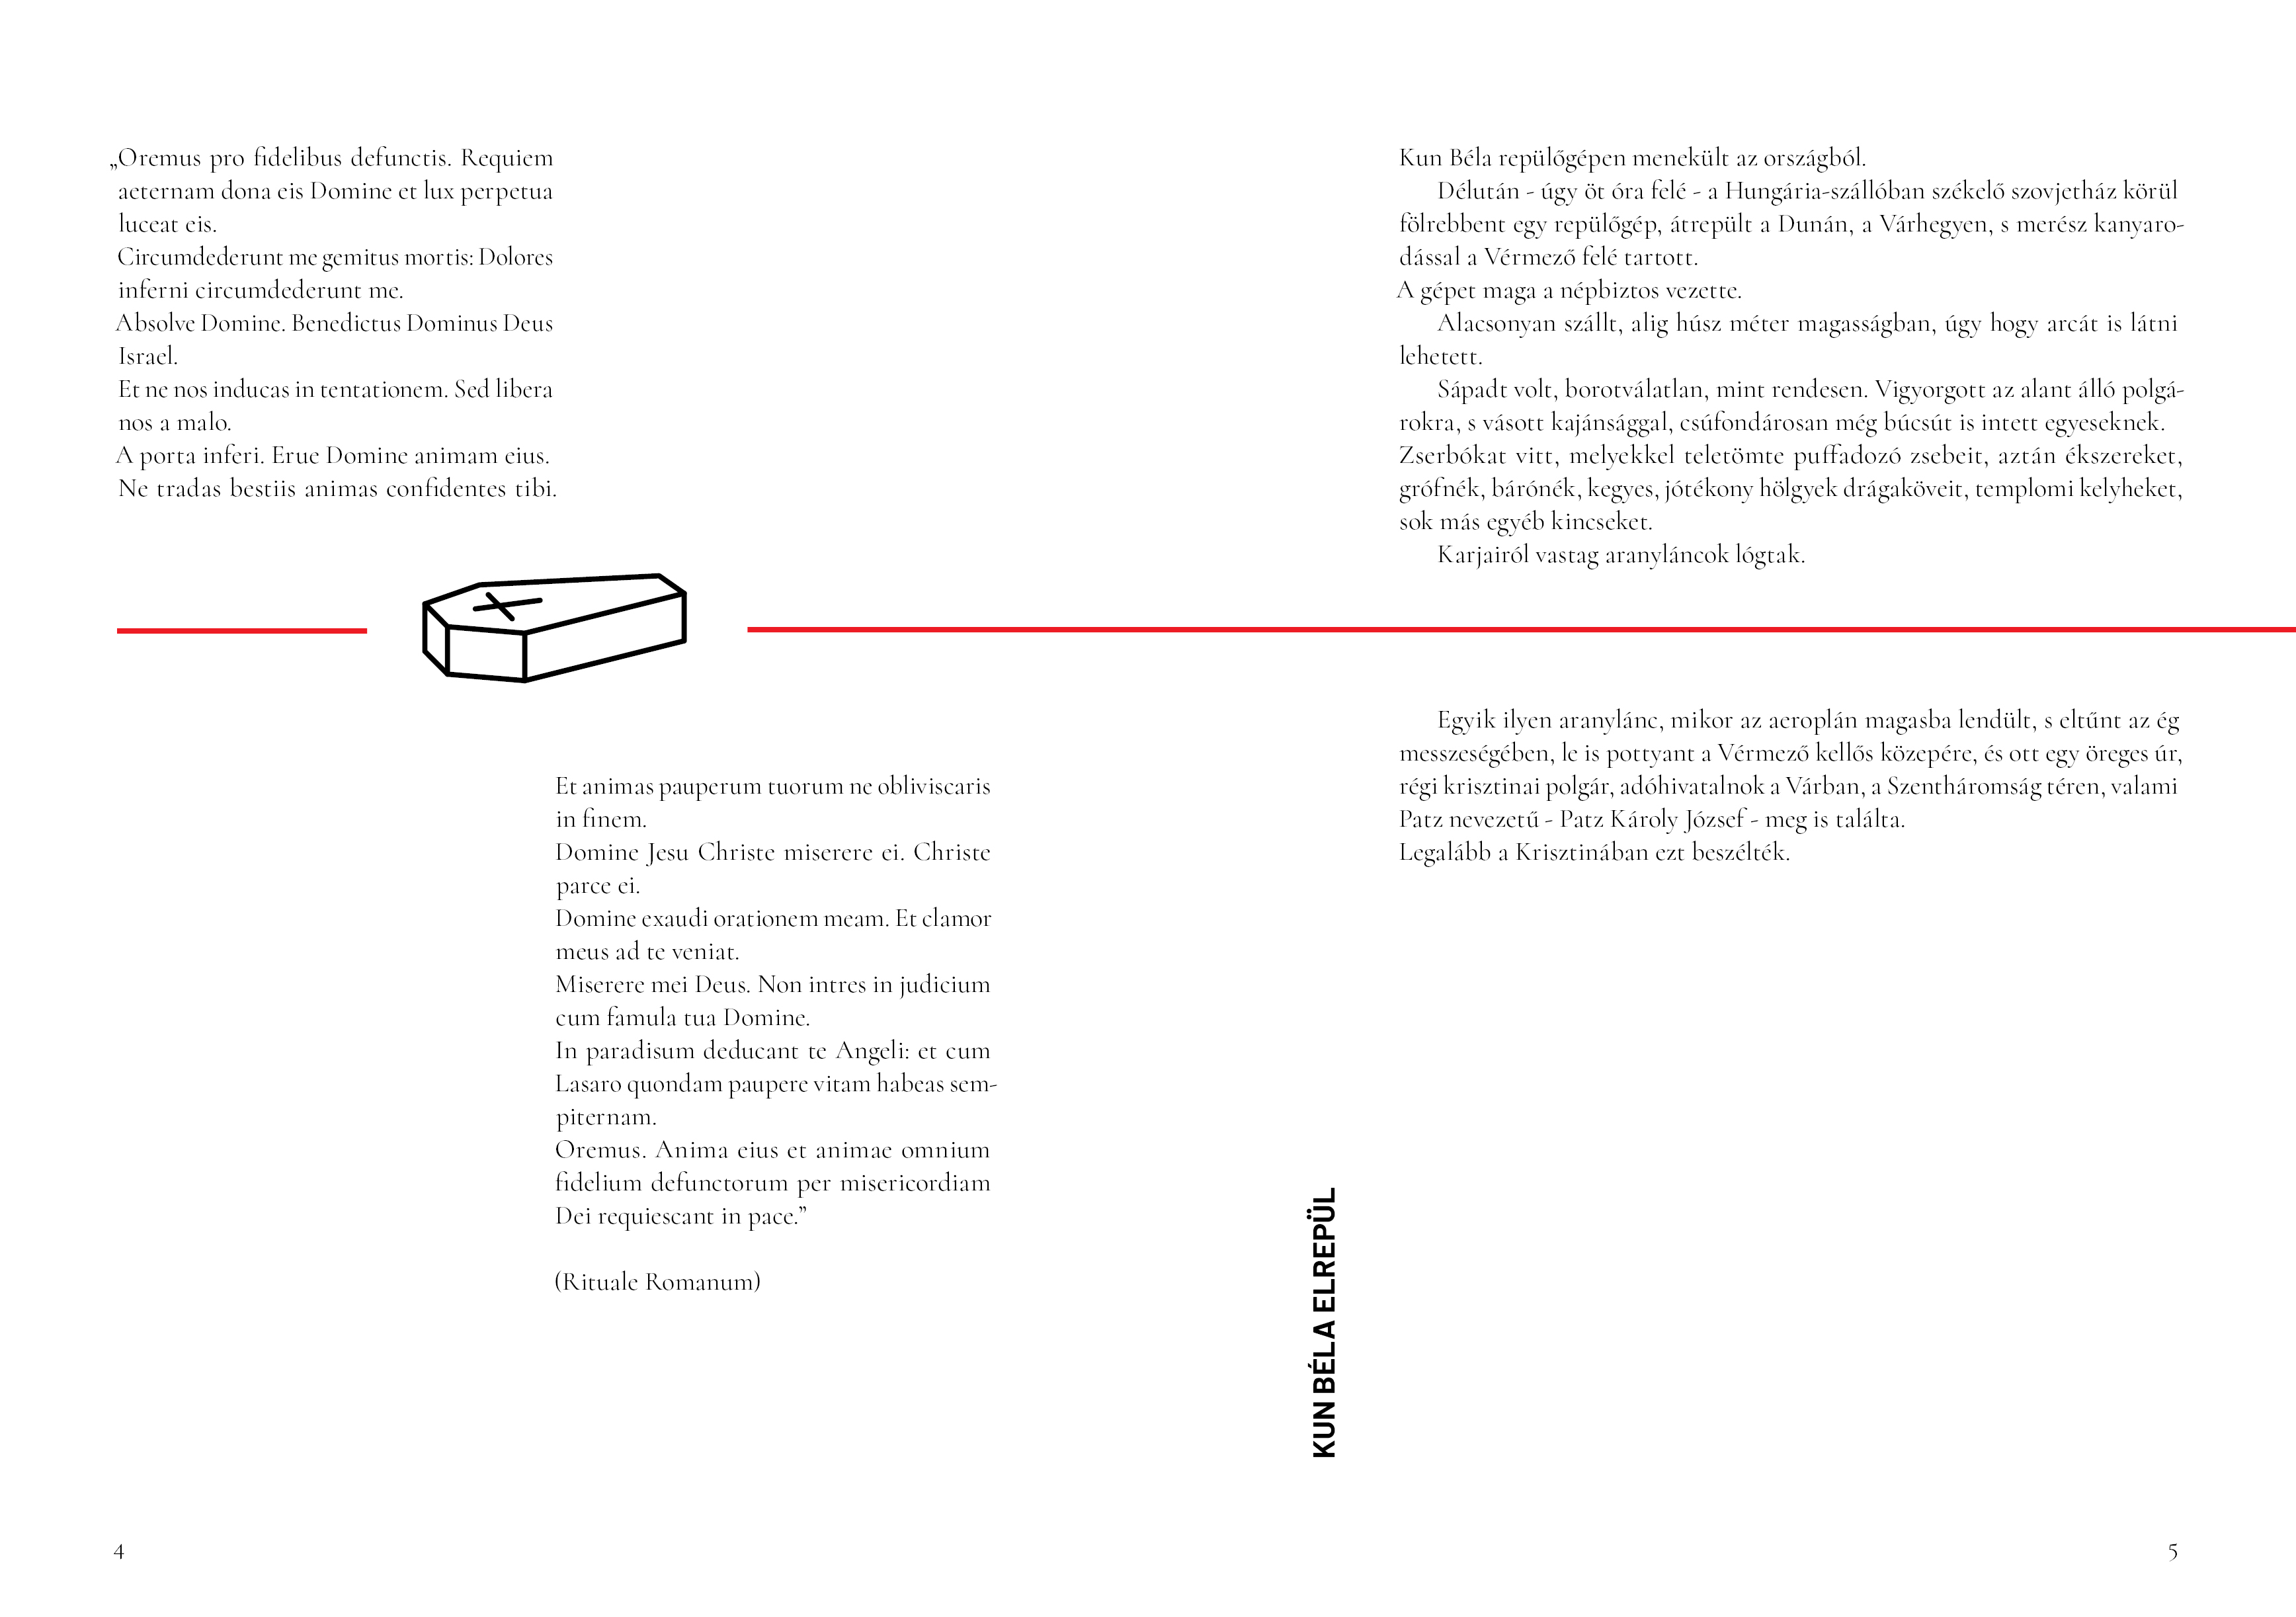 „Oremus pro fidelibus defunctis. Requiem
aeternam dona eis Domine et lux perpetua
luceat eis.
Circumdederunt me gemitus mortis: Dolores
inferni circumdederunt me.
Absolve Domine. Benedictus Dominus Deus
Israel.
Et ne nos inducas in tentationem. Sed libera
nos a malo.
A porta inferi. Erue Domine animam eius.
Ne tradas bestiis animas confidentes tibi.
Et animas pauperum tuorum ne obliviscaris
in finem.
Domine Jesu Christe miserere ei. Christe
parce ei.
Domine exaudi orationem meam. Et clamor
meus ad te veniat.
Miserere mei Deus. Non intres in judicium
cum famula tua Domine.
In paradisum deducant te Angeli: et cum
Lasaro quondam paupere vitam habeas sem-
piternam.
Oremus. Anima eius et animae omnium
fidelium defunctorum per misericordiam
Dei requiescant in pace.”
(Rituale Romanum)
4
KUN BÉLA ELREPÜL
Kun Béla repülőgépen menekült az országból.
Délután - úgy öt óra felé - a Hungária-szállóban székelő szovjetház körül
fölrebbent egy repülőgép, átrepült a Dunán, a Várhegyen, s merész kanyaro-
dással a Vérmező felé tartott.
A gépet maga a népbiztos vezette.
Alacsonyan szállt, alig húsz méter magasságban, úgy hogy arcát is látni
lehetett.
Sápadt volt, borotválatlan, mint rendesen. Vigyorgott az alant álló polgá-
rokra, s vásott kajánsággal, csúfondárosan még búcsút is intett egyeseknek.
Zserbókat vitt, melyekkel teletömte puffadozó zsebeit, aztán ékszereket,
grófnék, bárónék, kegyes, jótékony hölgyek drágaköveit, templomi kelyheket,
sok más egyéb kincseket.
Karjairól vastag aranyláncok lógtak.
Egyik ilyen aranylánc, mikor az aeroplán magasba lendült, s eltűnt az ég
messzeségében, le is pottyant a Vérmező kellős közepére, és ott egy öreges úr,
régi krisztinai polgár, adóhivatalnok a Várban, a Szentháromság téren, valami
Patz nevezetű - Patz Károly József - meg is találta.
Legalább a Krisztinában ezt beszélték.
5